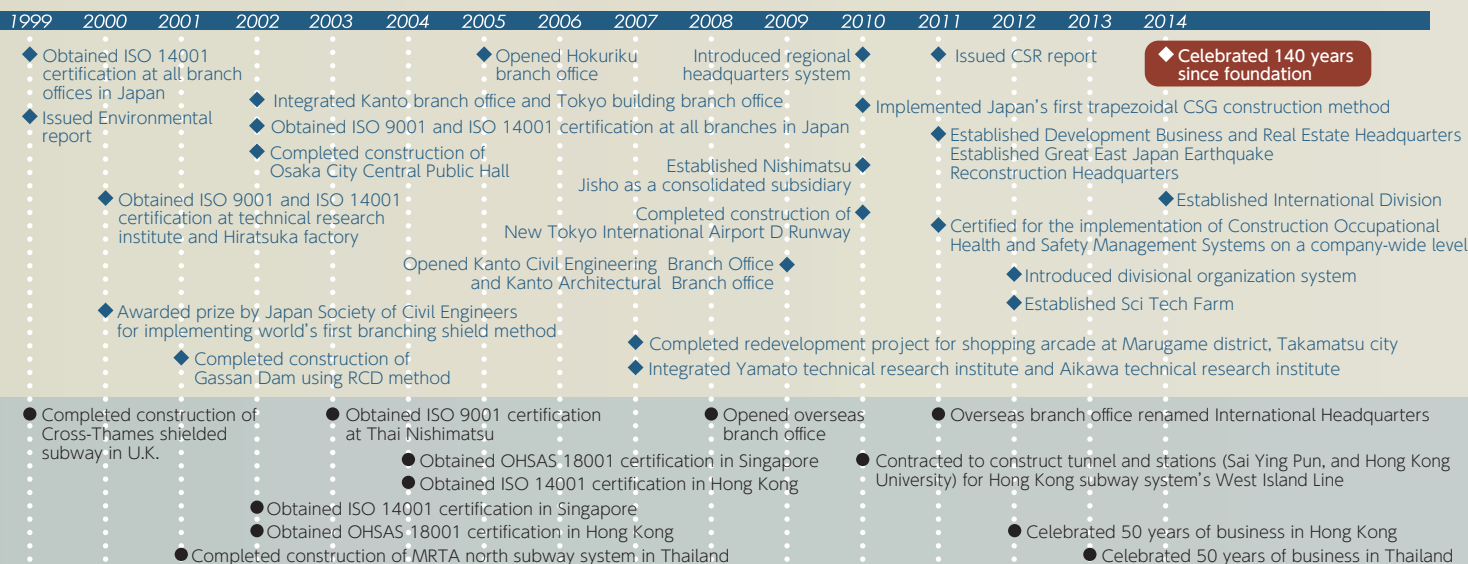 1999 2000 2001 2002 2003 2004 2005 2006 2007 2008 2009 2010 2011 2012 2013 2014
Obtained ISO 14001
certification at all branch
offices in Japan
Issued Environmental
report
Obtained ISO 9001 and ISO 14001
certification at technical research
institute and Hiratsuka factory
Awarded prize by Japan Society of Civil Engineers
for implementing world's first branching shield method
Completed construction of
Gassan Dam using RCD method
Integrated Kanto branch office and Tokyo building branch office
Obtained ISO 9001 and ISO 14001 certification at all branches in Japan
Completed construction of
Osaka City Central Public Hall
Opened Hokuriku
branch office
Completed redevelopment project for shopping arcade at Marugame district, Takamatsu city
Integrated Yamato technical research institute and Aikawa technical research institute
Opened Kanto Civil Engineering Branch Office
and Kanto Architectural Branch office
Introduced regional
headquarters system
Implemented Japan's first trapezoidal CSG construction method
Established Nishimatsu
Jisho as a consolidated subsidiary
Completed construction of
New Tokyo International Airport D Runway
Issued CSR report
Established Development Business and Real Estate Headquarters
Established Great East Japan Earthquake
Reconstruction Headquarters
Certified for the implementation of Construction Occupational
Health and Safety Management Systems on a company-wide level
Introduced divisional organization system
Established Sci Tech Farm
Celebrated 140 years
since foundation
Established International Division
Completed construction of
Cross-Thames shielded
subway in U.K.
Completed construction of MRTA north subway system in Thailand
Obtained ISO 14001 certification in Singapore
Obtained OHSAS 18001 certification in Hong Kong
Obtained ISO 9001 certification
at Thai Nishimatsu
Obtained OHSAS 18001 certification in Singapore
Obtained ISO 14001 certification in Hong Kong
Opened overseas
branch office
Contracted to construct tunnel and stations (Sai Ying Pun, and Hong Kong
University) for Hong Kong subway system's West Island Line
Overseas branch office renamed International Headquarters
Celebrated 50 years of business in Hong Kong
Celebrated 50 years of business in Thailand